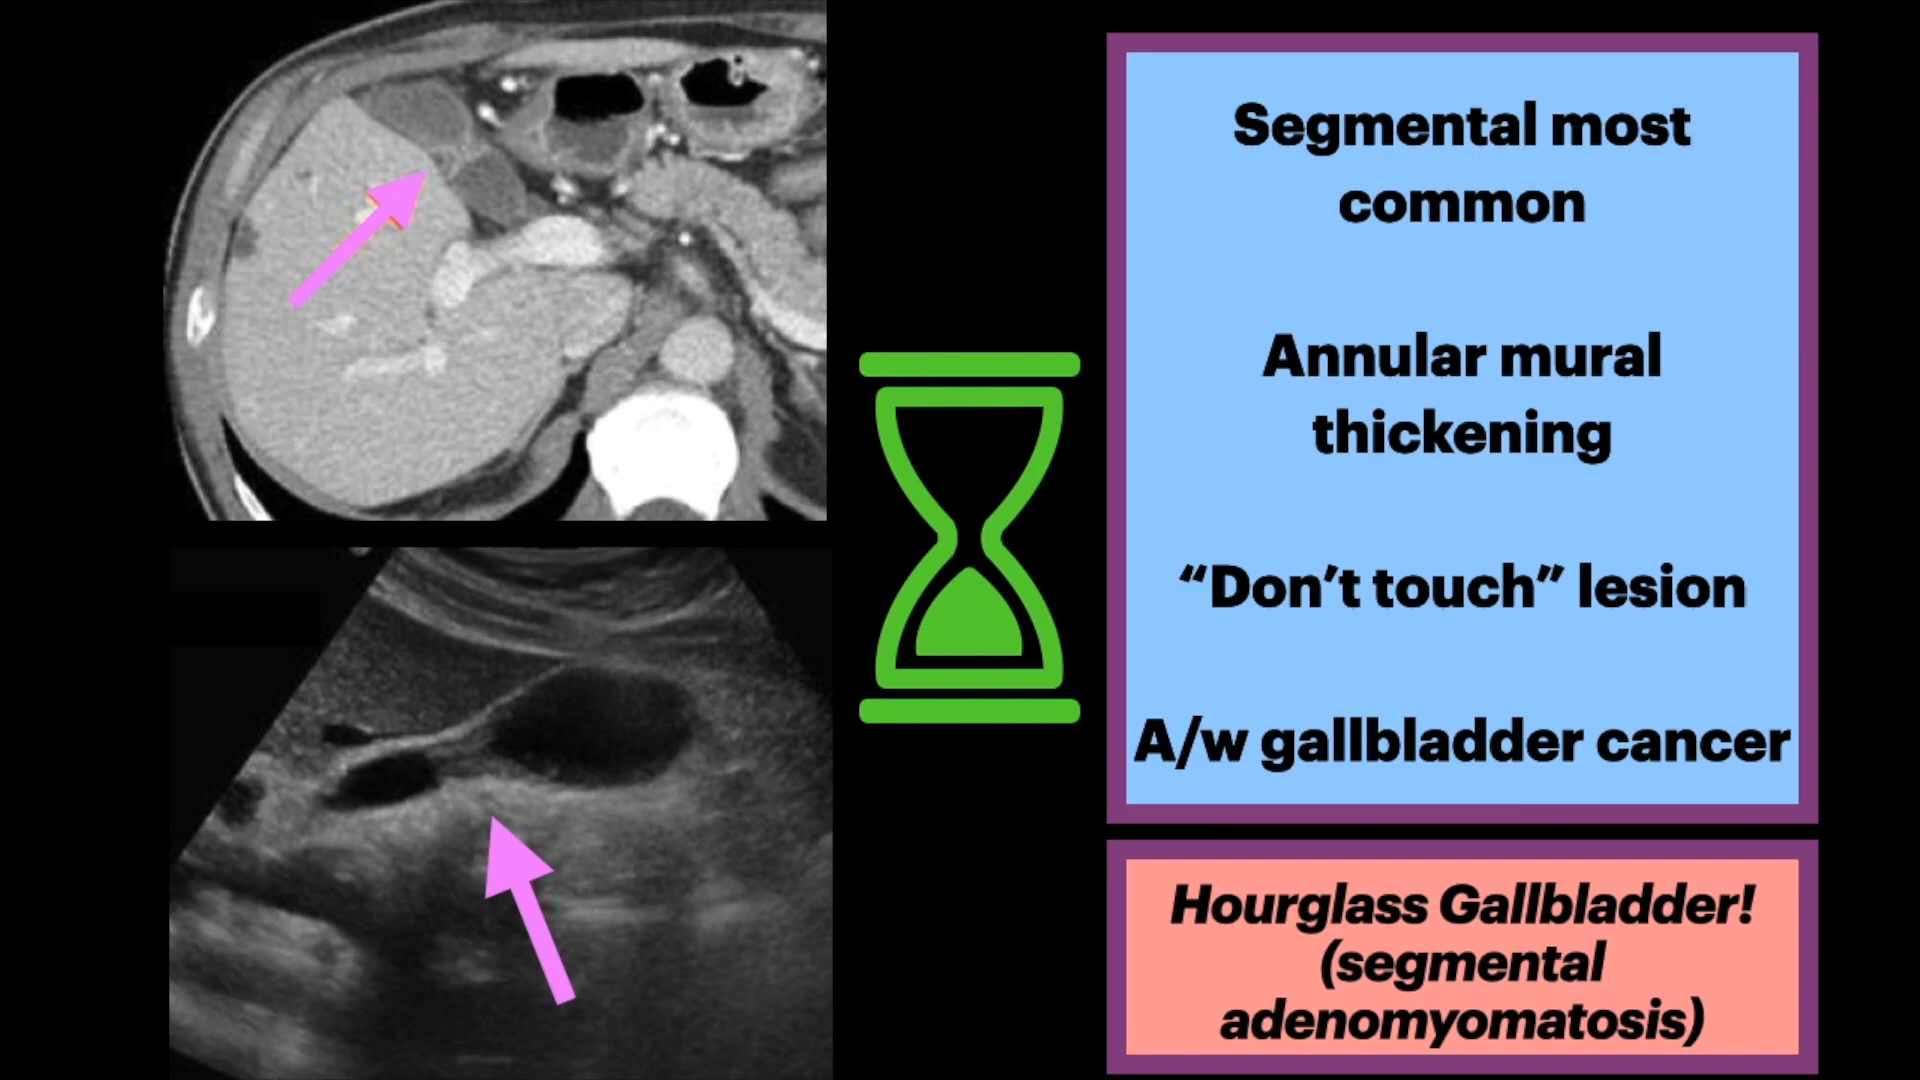 Segmental most
common
Annular mural
thickening
“Don’t touch” lesion
A/w gallbladder cancer
Hourglass Gallbladder!
(segmental
adenomyomatosis)